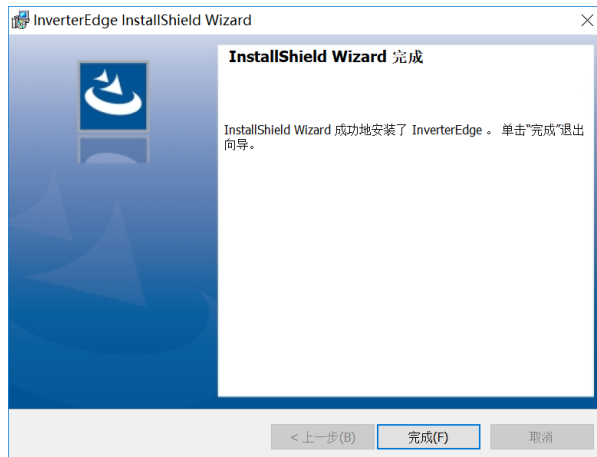 InverterEdge InstallShield Wizard
InstallShield Wizard 完成
InstallShield Wizard 成功地安装了 InverterEdge 。 单击“完成”退出
向导。
< 上一步(B) 完成(F) 取消